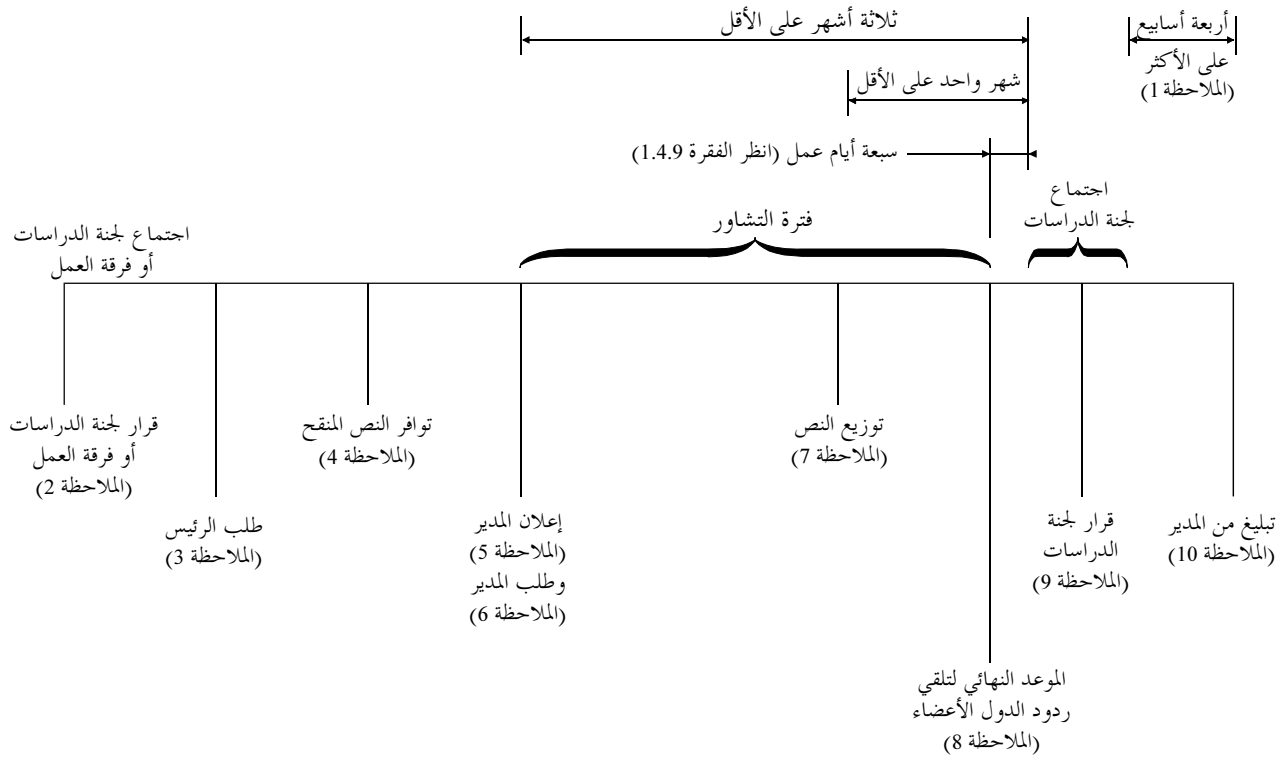 ثلاثة أشهر على الأقل
أربعة أسابيع
على الأكثر
(الملاحظة 1)
شهر واحد على الأقل
سبعة أيام عمل (انظر الفقرة 1.4.9)
اجتماع
لجنة الدراسات
فترة التشاور
اجتماع لجنة الدراسات
أو فرقة العمل
قرار لجنة الدراسات
أو فرقة العمل
(الملاحظة 2)
طلب الرئيس
(الملاحظة 3)
توافر النص المنقح
(الملاحظة 4)
إعلان المدير
(الملاحظة 5)
وطلب المدير
(الملاحظة 6)
توزيع النص
(الملاحظة 7)
الموعد النهائي لتلقي
ردود الدول الأعضاء
(الملاحظة 8)
قرار لجنة
الدراسات
(الملاحظة 9)
تبليغ من المدير
(الملاحظة 10)